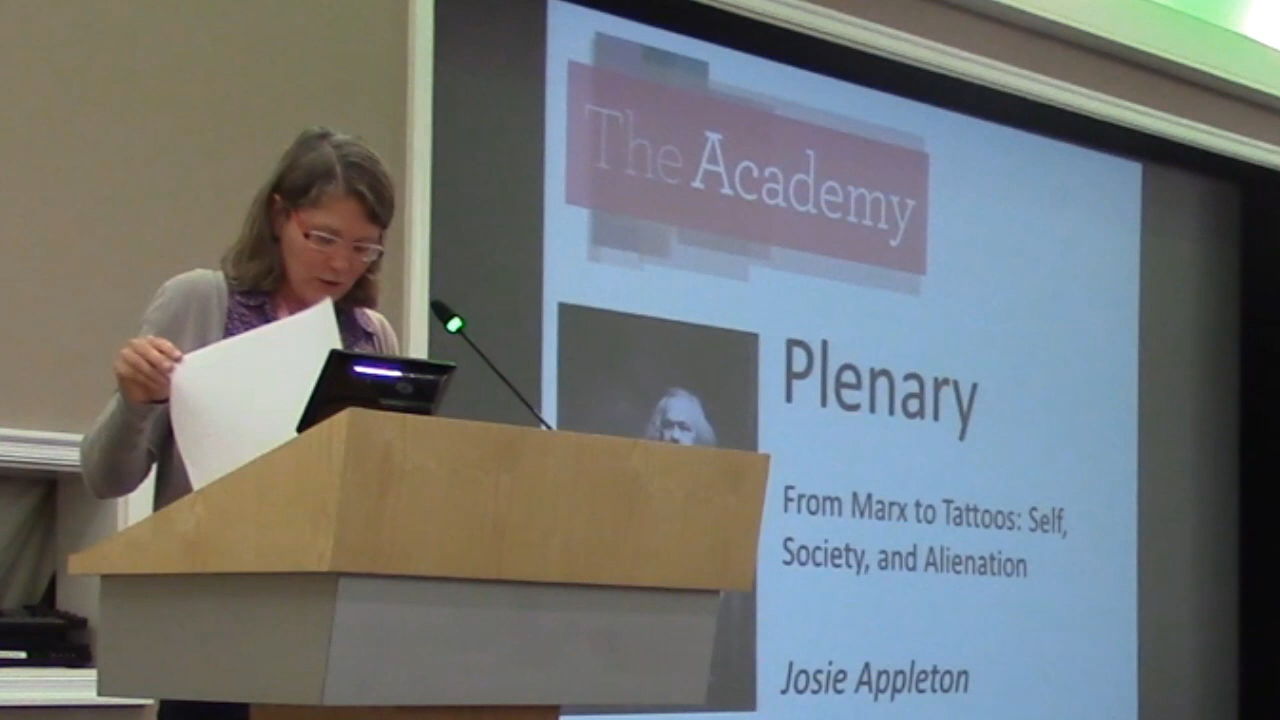 The Academy
Plenary
From Marx to Tattoos: Self,
Society, and Alienation
Josie Appleton